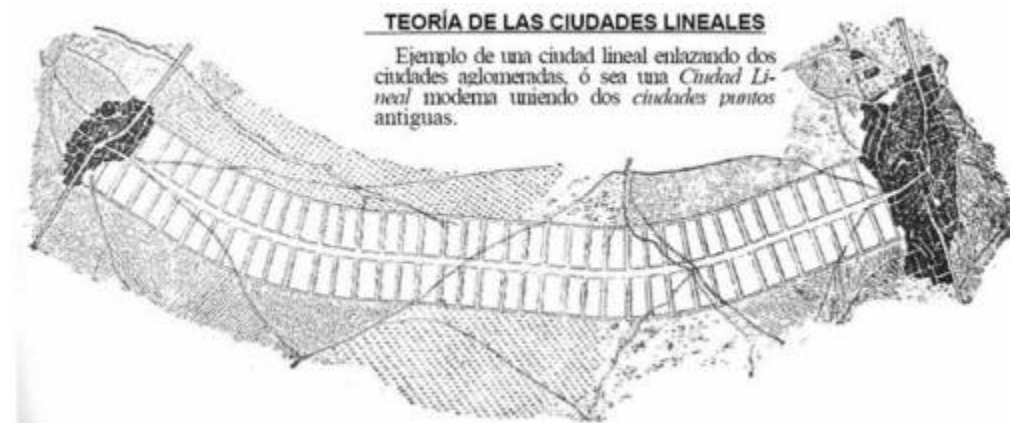 TEORÍA DE LAS CIUDADES LINEALES
Ejemplo de una ciudad lineal enlazando dos
ciudades aglomeradas, ó sea una Ciudad Li-
neal moderna uniendo dos ciudades puntos
antiguas.